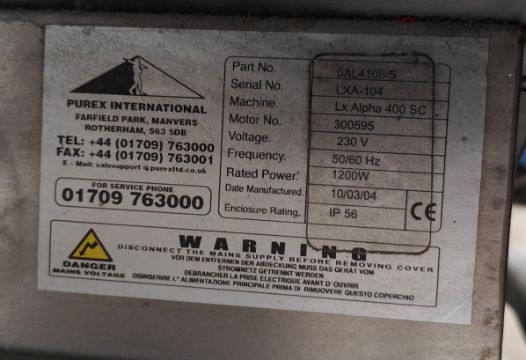 PUREX INTERNATIONAL
FARFIELD PARK, MANVERS
ROTHERHAM, S63 5DB
TEL: +44 (01709) 763000
FAX: +44 (01709) 763001
E - Mail: salesupport@purexltd.co.uk
FOR SERVICE PHONE
01709 763000
Part No. 0AL4100/S
Serial No. LXA-104
Machine. Lx Alpha 400 SC
Motor No. 300595
Voltage. 230 V
Frequency. 50/60 Hz
Rated Power. 1200W
Date Manufactured. 10/03/04
Enclosure Rating. IP 56
CE
DANGER
MAINS VOLTAGE
WARNING
DISCONNECT THE MAINS SUPPLY BEFORE REMOVING COVER
VOR DEM ENTFERNEN DER ABDECKUNG MUSS DAS GERÄT VOM
STROMNETZ GETRENNT WERDEN
DEBRANCHER LA PRISE ELECTRIQUE AVANT D' OUVRIR
DISINSERIRE L' ALIMENTAZIONE PRINCIPALE PRIMA DI RIMUOVERE QUESTO COPERCHIO